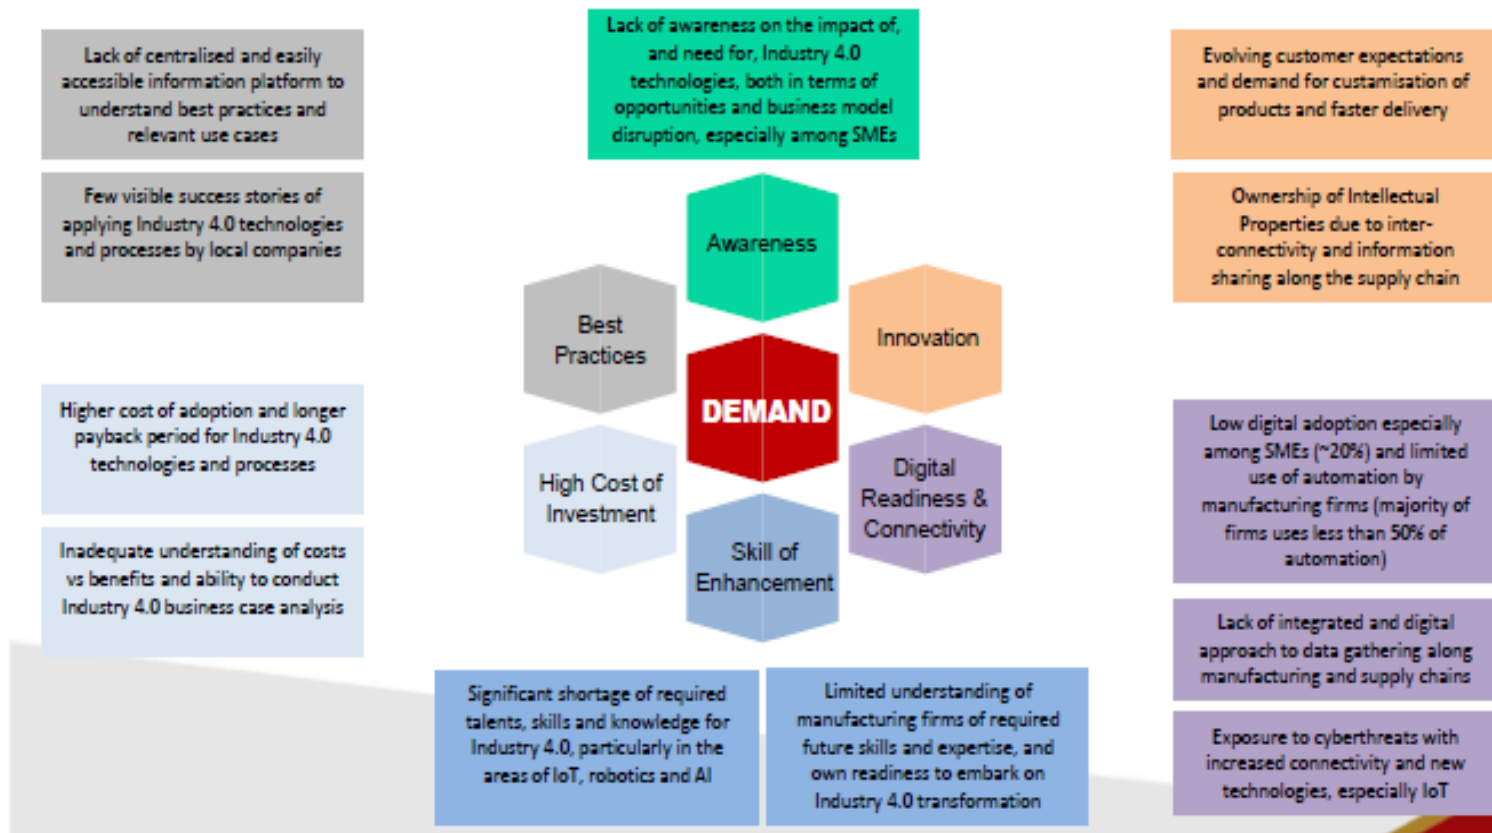 Lack of centralised and easily
accessible information platform to
understand best practices and
relevant use cases
Few visible success stories of
applying Industry 4.0 technologies
and processes by local companies
Higher cost of adoption and longer
payback period for Industry 4.0
technologies and processes
Inadequate understanding of costs
vs benefits and ability to conduct
Industry 4.0 business case analysis
Lack of awareness on the impact of,
and need for, Industry 4.0
technologies, both in terms of
opportunities and business model
disruption, especially among SMEs
Awareness
Best
Practices
Innovation
DEMAND
High Cost of
Investment
Digital
Readiness &
Connectivity
Skill of
Enhancement
Significant shortage of required
talents, skills and knowledge for
Industry 4.0, particularly in the
areas of IoT, robotics and AI
Limited understanding of
manufacturing firms of required
future skills and expertise, and
own readiness to embark on
Industry 4.0 transformation
Evolving customer expectations
and demand for custamisation of
products and faster delivery
Ownership of Intellectual
Properties due to inter-
connectivity and information
sharing along the supply chain
Low digital adoption especially
among SMEs (~20%) and limited
use of automation by
manufacturing firms (majority of
firms uses less than 50% of
automation)
Lack of integrated and digital
approach to data gathering along
manufacturing and supply chains
Exposure to cyberthreats with
increased connectivity and new
technologies, especially IoT